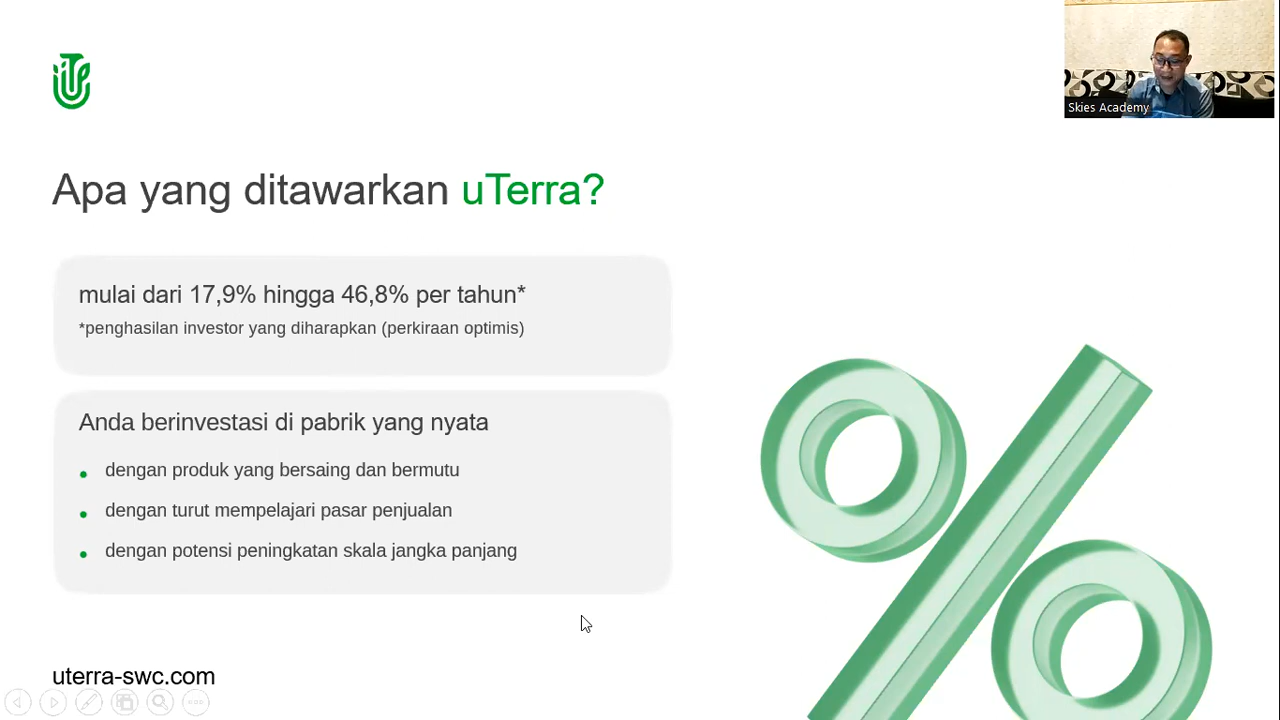 Skies Academy
Apa yang ditawarkan uTerra?
mulai dari 17,9% hingga 46,8% per tahun*
*penghasilan investor yang diharapkan (perkiraan optimis)
Anda berinvestasi di pabrik yang nyata
dengan produk yang bersaing dan bermutu
dengan turut mempelajari pasar penjualan
dengan potensi peningkatan skala jangka panjang
uterra-swc.com